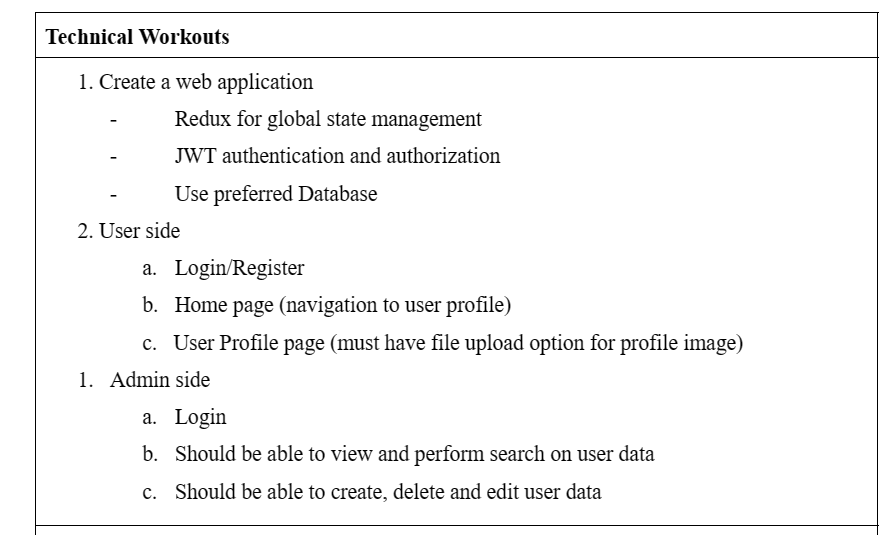 Technical Workouts
1. Create a web application
- Redux for global state management
- JWT authentication and authorization
- Use preferred Database
2. User side
a. Login/Register
b. Home page (navigation to user profile)
c. User Profile page (must have file upload option for profile image)
1. Admin side
a. Login
b. Should be able to view and perform search on user data
c. Should be able to create, delete and edit user data